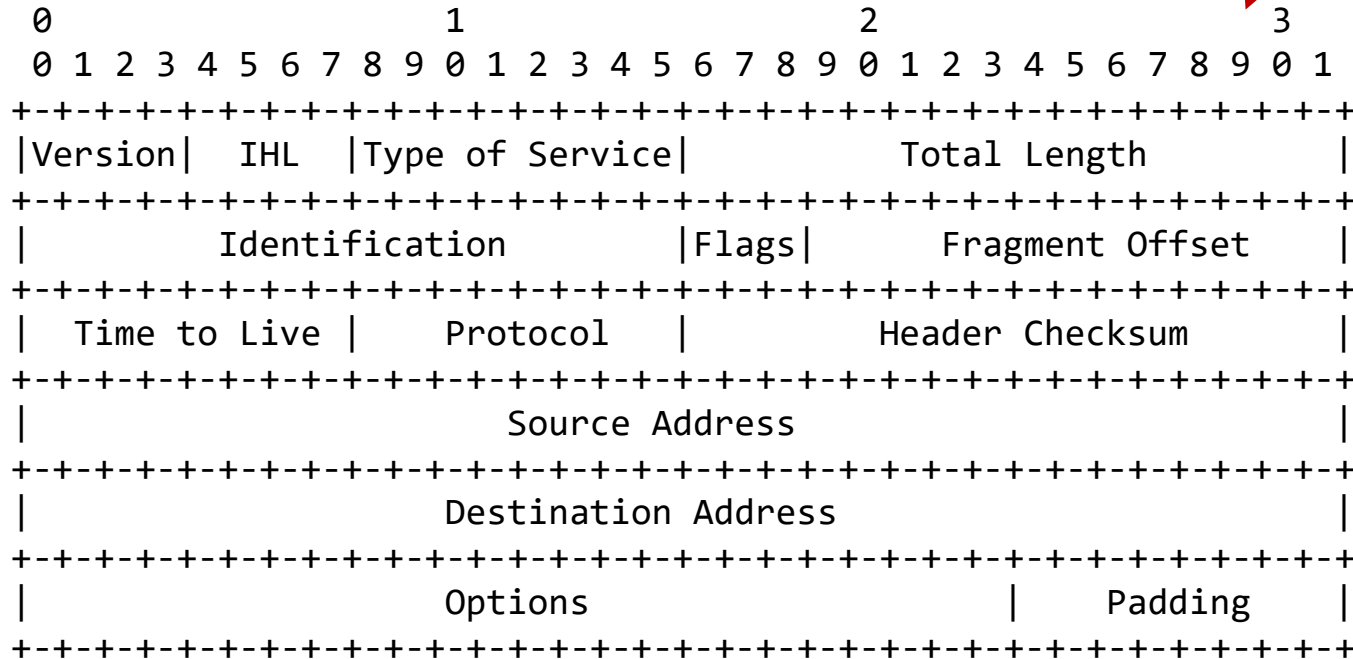 0                   1                   2                   3
 0 1 2 3 4 5 6 7 8 9 0 1 2 3 4 5 6 7 8 9 0 1 2 3 4 5 6 7 8 9 0 1
+-+-+-+-+-+-+-+-+-+-+-+-+-+-+-+-+-+-+-+-+-+-+-+-+-+-+-+-+-+-+-+-+
|Version|  IHL  |Type of Service|          Total Length         |
+-+-+-+-+-+-+-+-+-+-+-+-+-+-+-+-+-+-+-+-+-+-+-+-+-+-+-+-+-+-+-+-+
|         Identification        |Flags|      Fragment Offset    |
+-+-+-+-+-+-+-+-+-+-+-+-+-+-+-+-+-+-+-+-+-+-+-+-+-+-+-+-+-+-+-+-+
|  Time to Live |    Protocol   |         Header Checksum       |
+-+-+-+-+-+-+-+-+-+-+-+-+-+-+-+-+-+-+-+-+-+-+-+-+-+-+-+-+-+-+-+-+
|                       Source Address                          |
+-+-+-+-+-+-+-+-+-+-+-+-+-+-+-+-+-+-+-+-+-+-+-+-+-+-+-+-+-+-+-+-+
|                    Destination Address                        |
+-+-+-+-+-+-+-+-+-+-+-+-+-+-+-+-+-+-+-+-+-+-+-+-+-+-+-+-+-+-+-+-+
|                    Options                    |    Padding    |
+-+-+-+-+-+-+-+-+-+-+-+-+-+-+-+-+-+-+-+-+-+-+-+-+-+-+-+-+-+-+-+-+